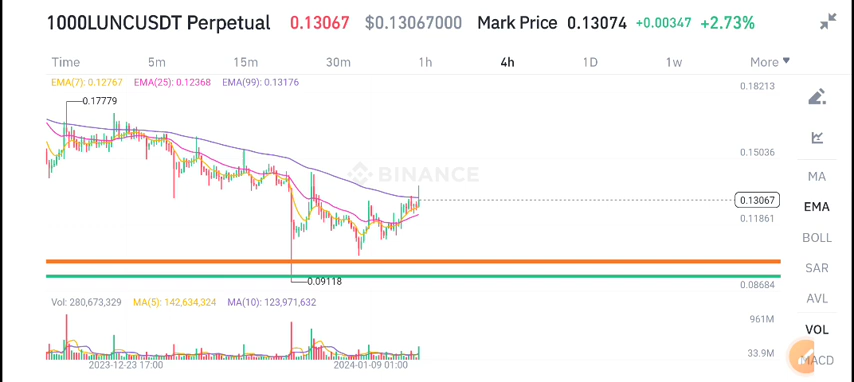 1000LUNCUSDT Perpetual 0.13067 $0.13067000 Mark Price 0.13074 +0.00347 +2.73%
Time 5m 15m 30m 1h 4h 1D 1w More
EMA(7): 0.12767 EMA(25): 0.12368 EMA(99): 0.13176
0.18213
0.17779
0.15036
BINANCE
MA
0.13067
EMA
0.11861
BOLL
SAR
0.09118
0.08684
AVL
Vol: 280,673,329 MA(5): 142,634,324 MA(10): 123,971,632
961M
VOL
33.9M
MACD
2023-12-23 17:00 2024-01-09 01:00